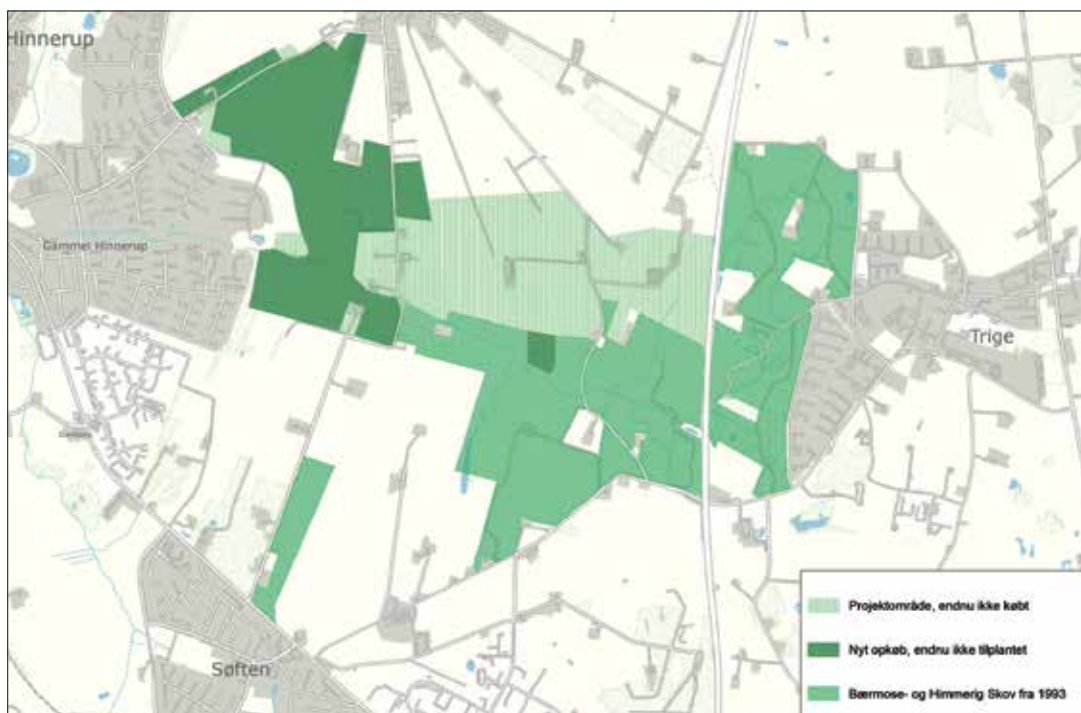 Hinnerup
Gammel Hinnerup
Trige
Søften
Projektområde, endnu ikke købt
Nyt opkøb, endnu ikke tilplantet
Bærmose- og Himmerig Skov fra 1993